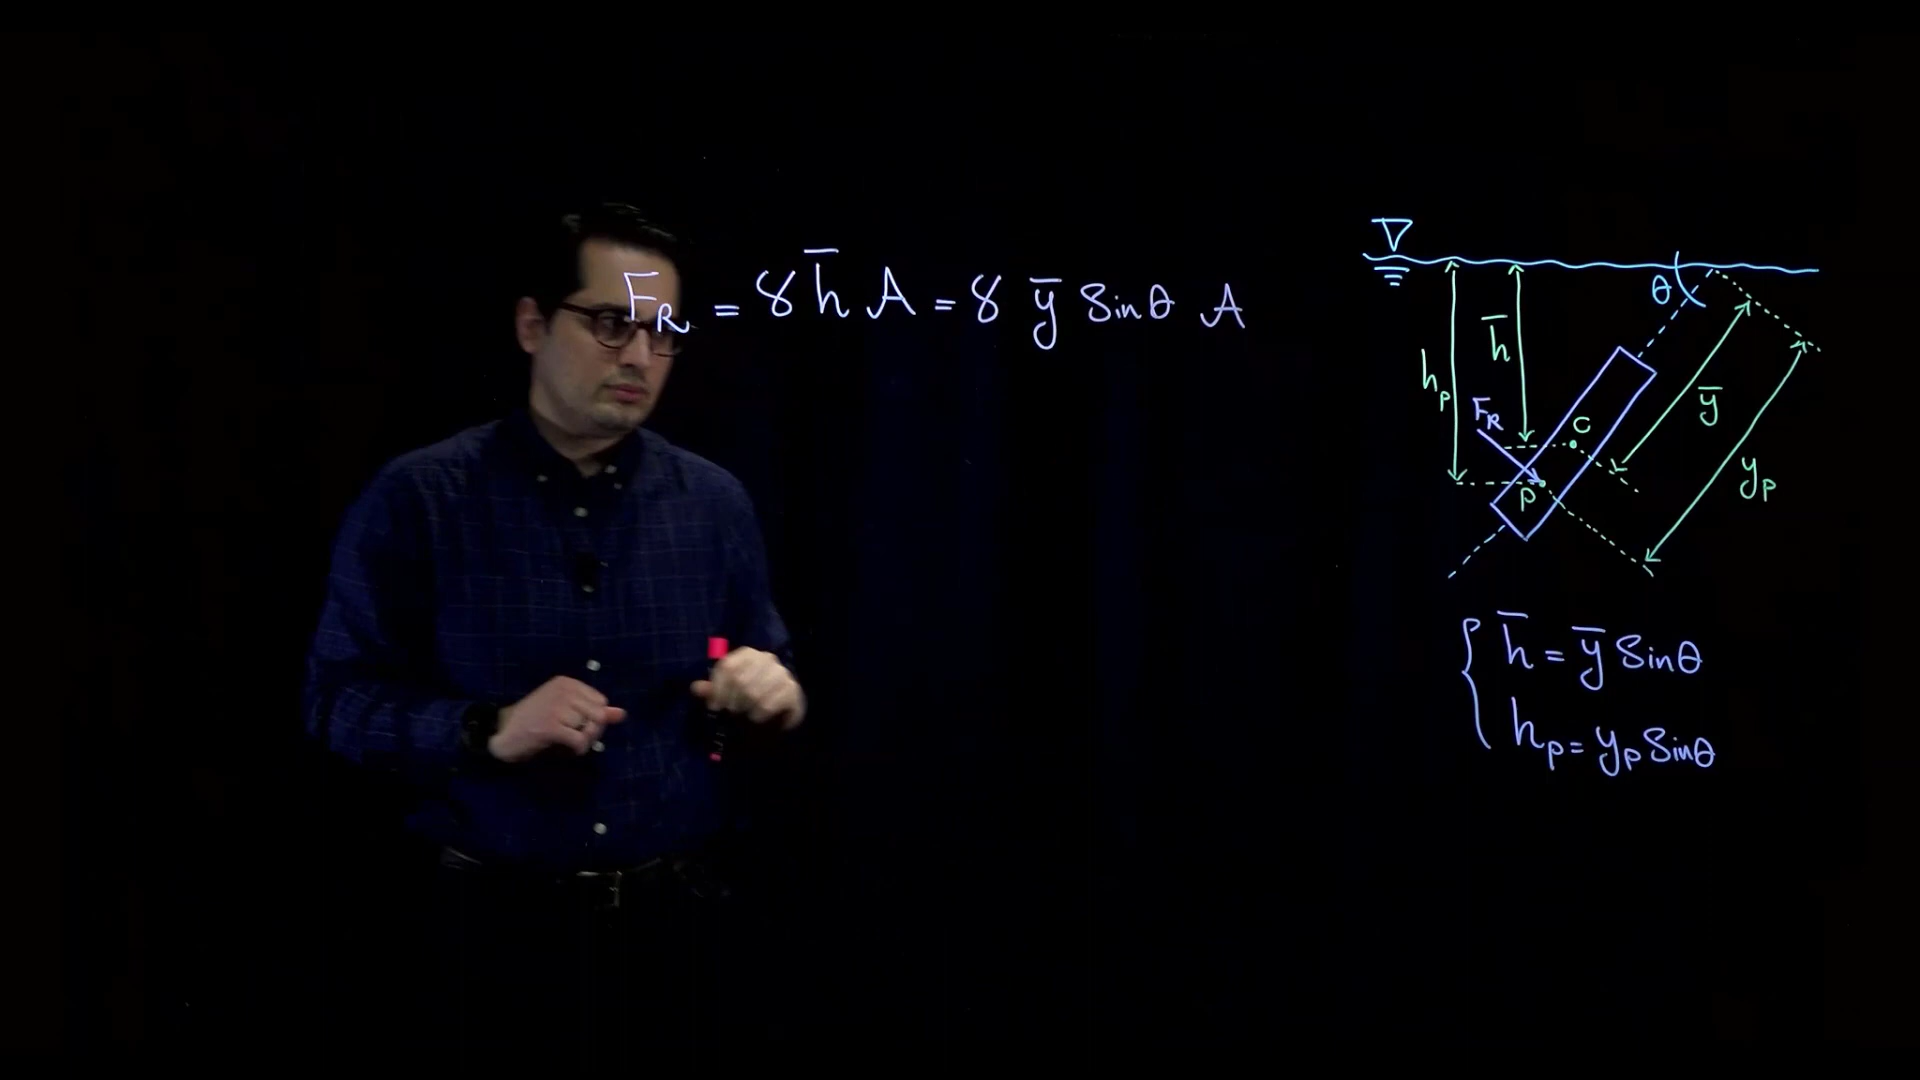 F_R = γ h̅ A = γ y̅ Sinθ A
θ
h̅
h_p
F_R
C
y̅
P
y_p
h̅ = y̅ Sinθ
h_p = y_p Sinθ